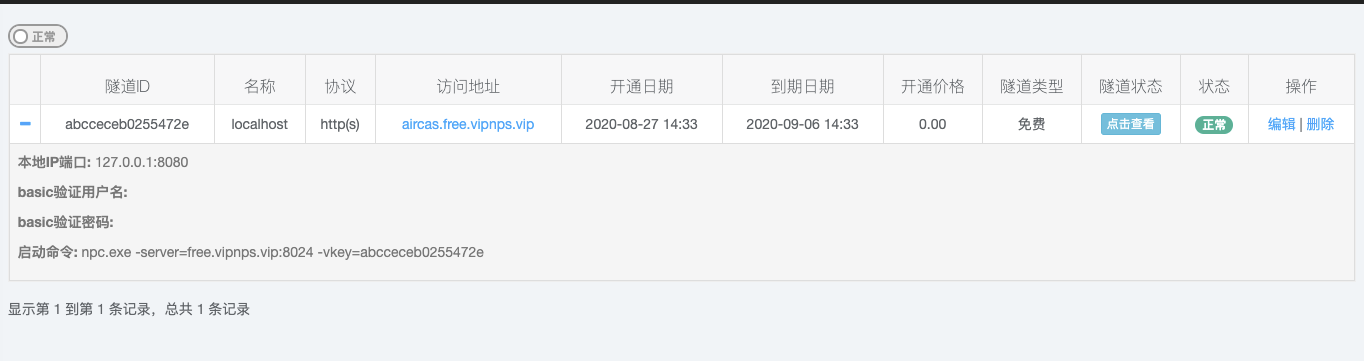 正常
隧道ID 名称 协议 访问地址 开通日期 到期日期 开通价格 隧道类型 隧道状态 状态 操作
abcceceb0255472e localhost http(s) aircas.free.vipnps.vip 2020-08-27 14:33 2020-09-06 14:33 0.00 免费 点击查看 正常 编辑 | 删除
本地IP端口: 127.0.0.1:8080
basic验证用户名:
basic验证密码:
启动命令: npc.exe -server=free.vipnps.vip:8024 -vkey=abcceceb0255472e
显示第 1 到第 1 条记录，总共 1 条记录